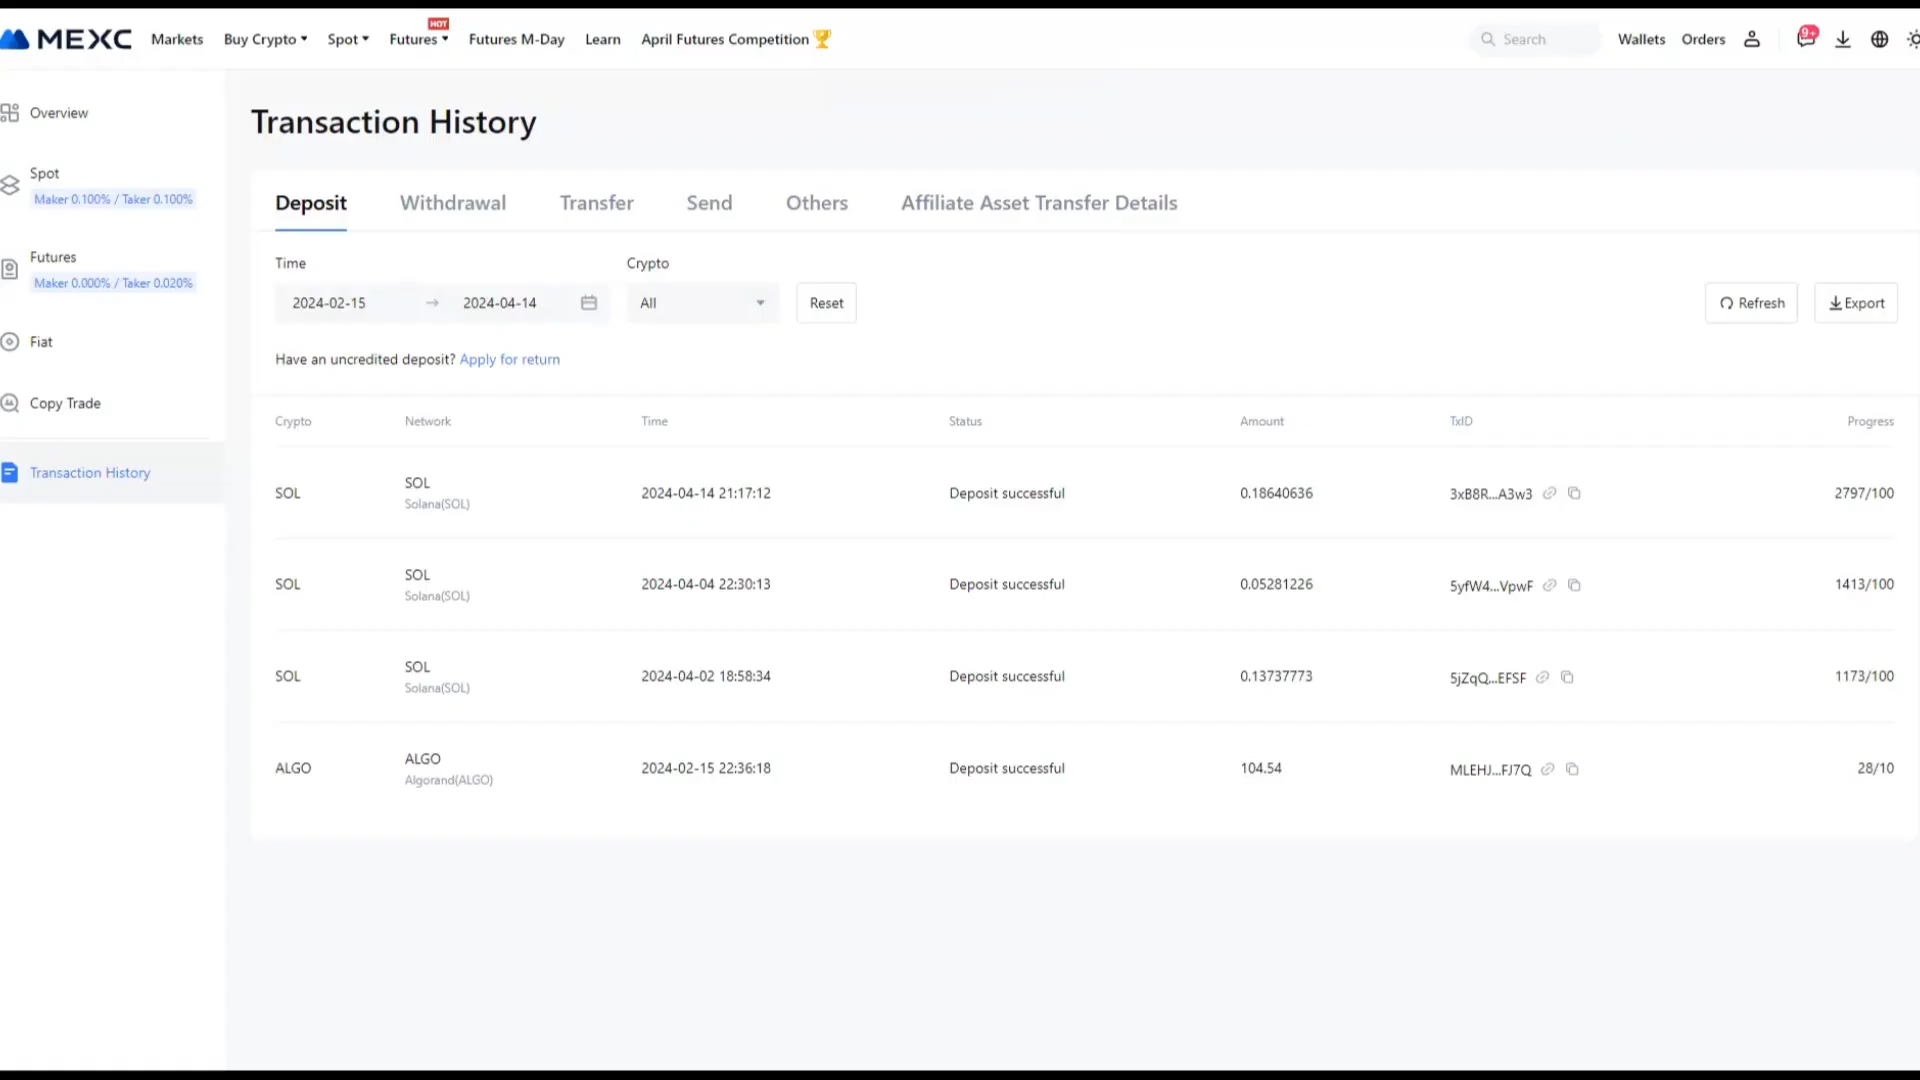 MEXC Markets Buy Crypto Spot Futures HOT Futures M-Day Learn April Futures Competition Search Wallets Orders 9+
Overview
Spot
Maker 0.100% / Taker 0.100%
Futures
Maker 0.000% / Taker 0.020%
Fiat
Copy Trade
Transaction History
Transaction History
Deposit Withdrawal Transfer Send Others Affiliate Asset Transfer Details
Time Crypto
2024-02-15 → 2024-04-14 All Reset Refresh Export
Have an uncredited deposit? Apply for return
Crypto Network Time Status Amount TxID Progress
SOL SOL 2024-04-14 21:17:12 Deposit successful 0.18640636 3xB8R...A3w3 2797/100
Solana(SOL)
SOL SOL 2024-04-04 22:30:13 Deposit successful 0.05281226 5yfW4...VpwF 1413/100
Solana(SOL)
SOL SOL 2024-04-02 18:58:34 Deposit successful 0.13737773 5jZqQ...EFSF 1173/100
Solana(SOL)
ALGO ALGO 2024-02-15 22:36:18 Deposit successful 104.54 MLEHJ...FJ7Q 28/10
Algorand(ALGO)